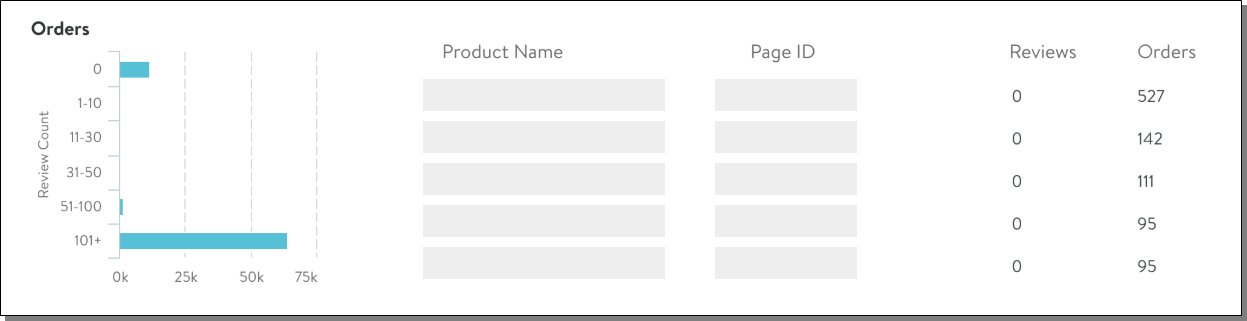 Orders
Review Count
0
1-10
11-30
31-50
51-100
101+
0k 25k 50k 75k
Product Name Page ID Reviews Orders
0 527
0 142
0 111
0 95
0 95